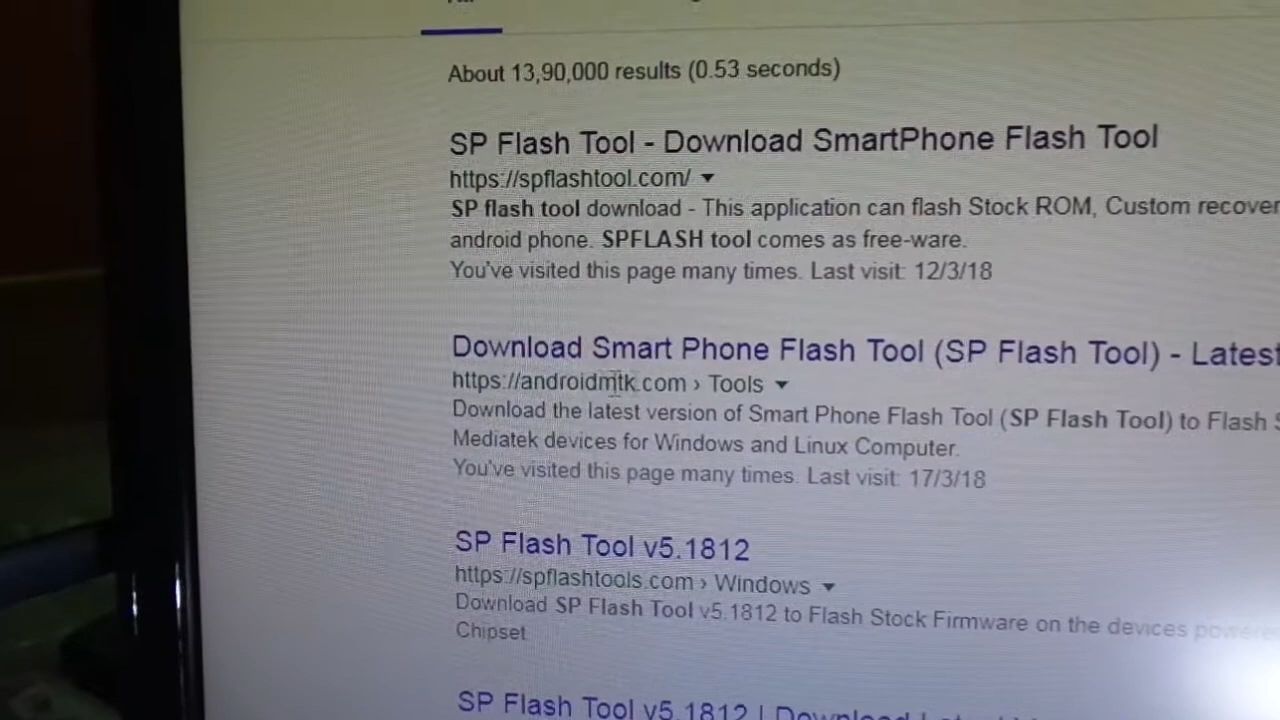 About 13,90,000 results (0.53 seconds)
SP Flash Tool - Download SmartPhone Flash Tool
https://spflashtool.com/
SP flash tool download - This application can flash Stock ROM, Custom recover
android phone. SPFLASH tool comes as free-ware.
You've visited this page many times. Last visit: 12/3/18
Download Smart Phone Flash Tool (SP Flash Tool) - Latest
https://androidmtk.com › Tools
Download the latest version of Smart Phone Flash Tool (SP Flash Tool) to Flash
Mediatek devices for Windows and Linux Computer.
You've visited this page many times. Last visit: 17/3/18
SP Flash Tool v5.1812
https://spflashtools.com › Windows
Download SP Flash Tool v5.1812 to Flash Stock Firmware on the devices powere
Chipset
SP Flash Tool v5.1812 | Download